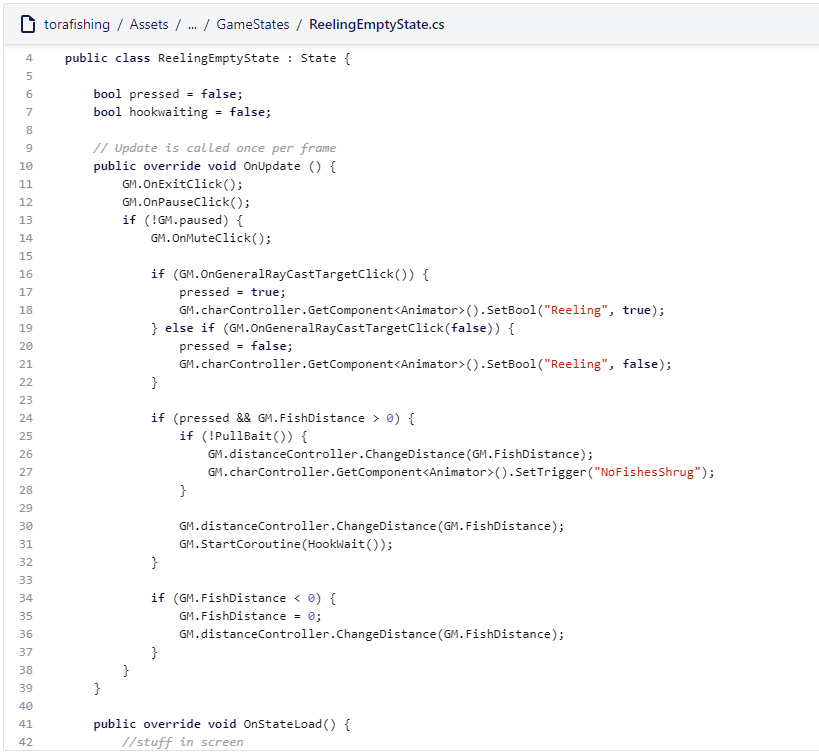 torafishing / Assets / ... / GameStates / ReelingEmptyState.cs
4 public class ReelingEmptyState : State {
5
6 bool pressed = false;
7 bool hookwaiting = false;
8
9 // Update is called once per frame
10 public override void OnUpdate () {
11 GM.OnExitClick();
12 GM.OnPauseClick();
13 if (!GM.paused) {
14 GM.OnMuteClick();
15
16 if (GM.OnGeneralRayCastTargetClick()) {
17 pressed = true;
18 GM.charController.GetComponent<Animator>().SetBool("Reeling", true);
19 } else if (GM.OnGeneralRayCastTargetClick(false)) {
20 pressed = false;
21 GM.charController.GetComponent<Animator>().SetBool("Reeling", false);
22 }
23
24 if (pressed && GM.FishDistance > 0) {
25 if (!PullBait()) {
26 GM.distanceController.ChangeDistance(GM.FishDistance);
27 GM.charController.GetComponent<Animator>().SetTrigger("NoFishesShrug");
28 }
29
30 GM.distanceController.ChangeDistance(GM.FishDistance);
31 GM.StartCoroutine(HookWait());
32 }
33
34 if (GM.FishDistance < 0) {
35 GM.FishDistance = 0;
36 GM.distanceController.ChangeDistance(GM.FishDistance);
37 }
38 }
39 }
40
41 public override void OnStateLoad() {
42 //stuff in screen